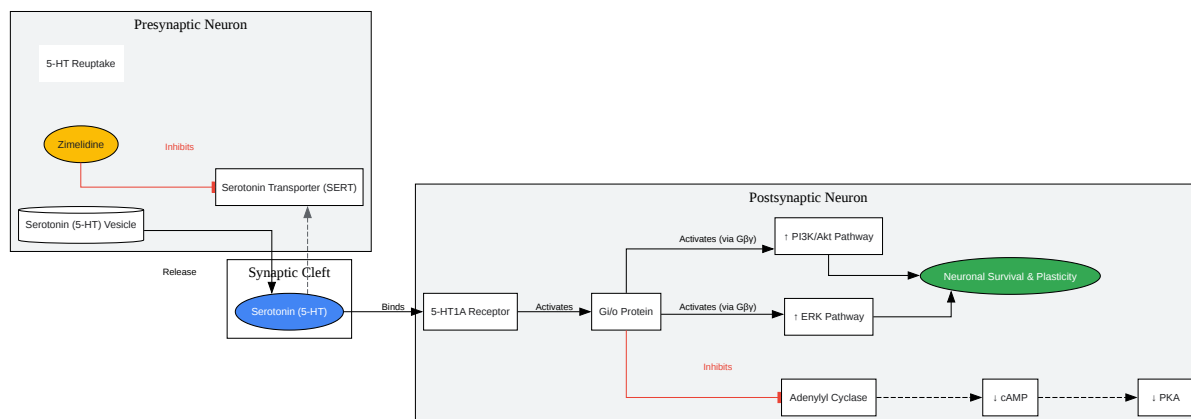 Presynaptic Neuron
5-HT Reuptake
Zimelidine
Inhibits
Serotonin Transporter (SERT)
Serotonin (5-HT) Vesicle
Release
Synaptic Cleft
Serotonin (5-HT)
Binds
Postsynaptic Neuron
5-HT1A Receptor
Activates
Gi/o Protein
Activates (via Gβγ)
↑ PI3K/Akt Pathway
Neuronal Survival & Plasticity
Activates (via Gβγ)
↑ ERK Pathway
Inhibits
Adenylyl Cyclase
↓ cAMP
↓ PKA